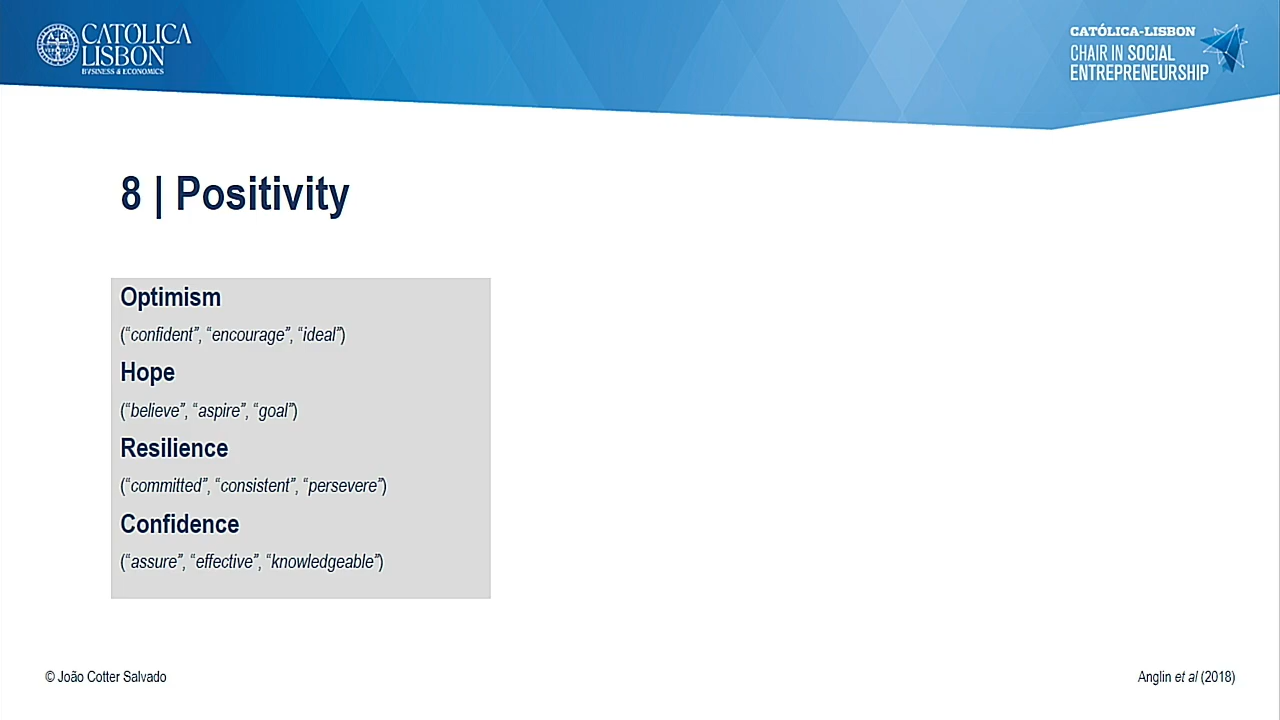 CATÓLICA
LISBON
BUSINESS & ECONOMICS
CATÓLICA-LISBON
CHAIR IN SOCIAL
ENTREPRENEURSHIP
8 | Positivity
Optimism
(“confident”, “encourage”, “ideal”)
Hope
(“believe”, “aspire”, “goal”)
Resilience
(“committed”, “consistent”, “persevere”)
Confidence
(“assure”, “effective”, “knowledgeable”)
© João Cotter Salvado
Anglin et al (2018)